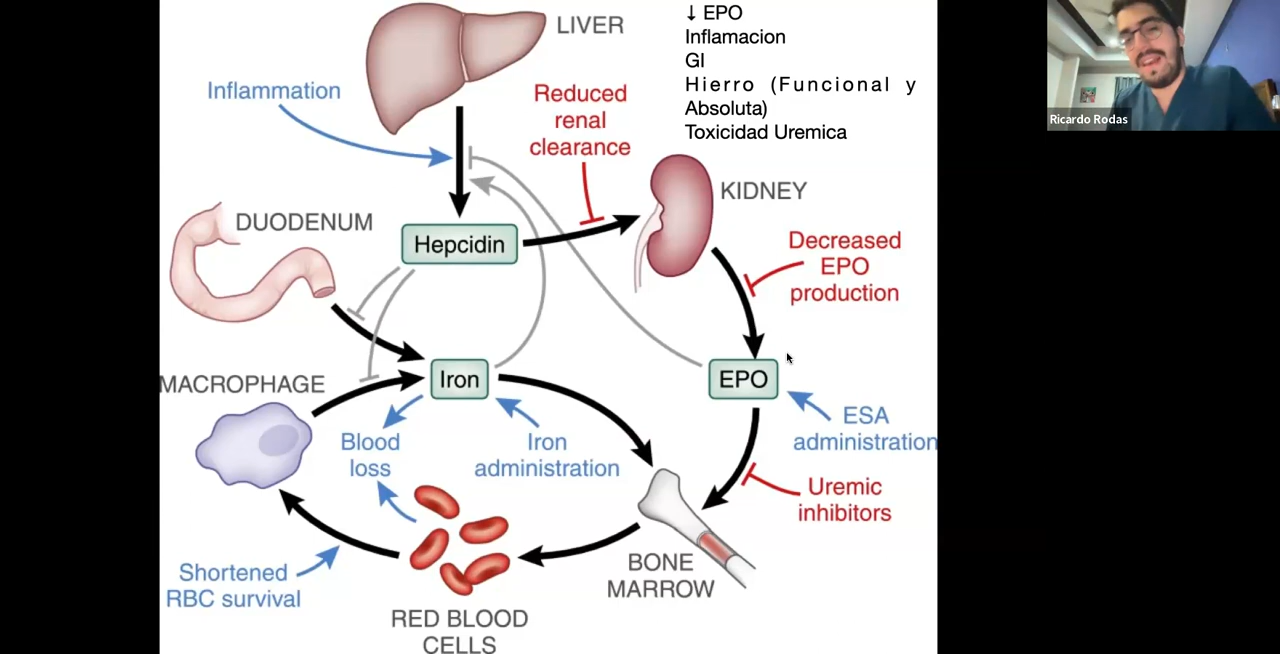 LIVER
↓ EPO
Inflamacion
GI
Hierro (Funcional y
Absoluta)
Toxicidad Uremica
Inflammation
Reduced
renal
clearance
Ricardo Rodas
KIDNEY
DUODENUM
Hepcidin
Decreased
EPO
production
MACROPHAGE
Iron
EPO
Blood
loss
Iron
administration
ESA
administration
Uremic
inhibitors
BONE
MARROW
Shortened
RBC survival
RED BLOOD
CELLS